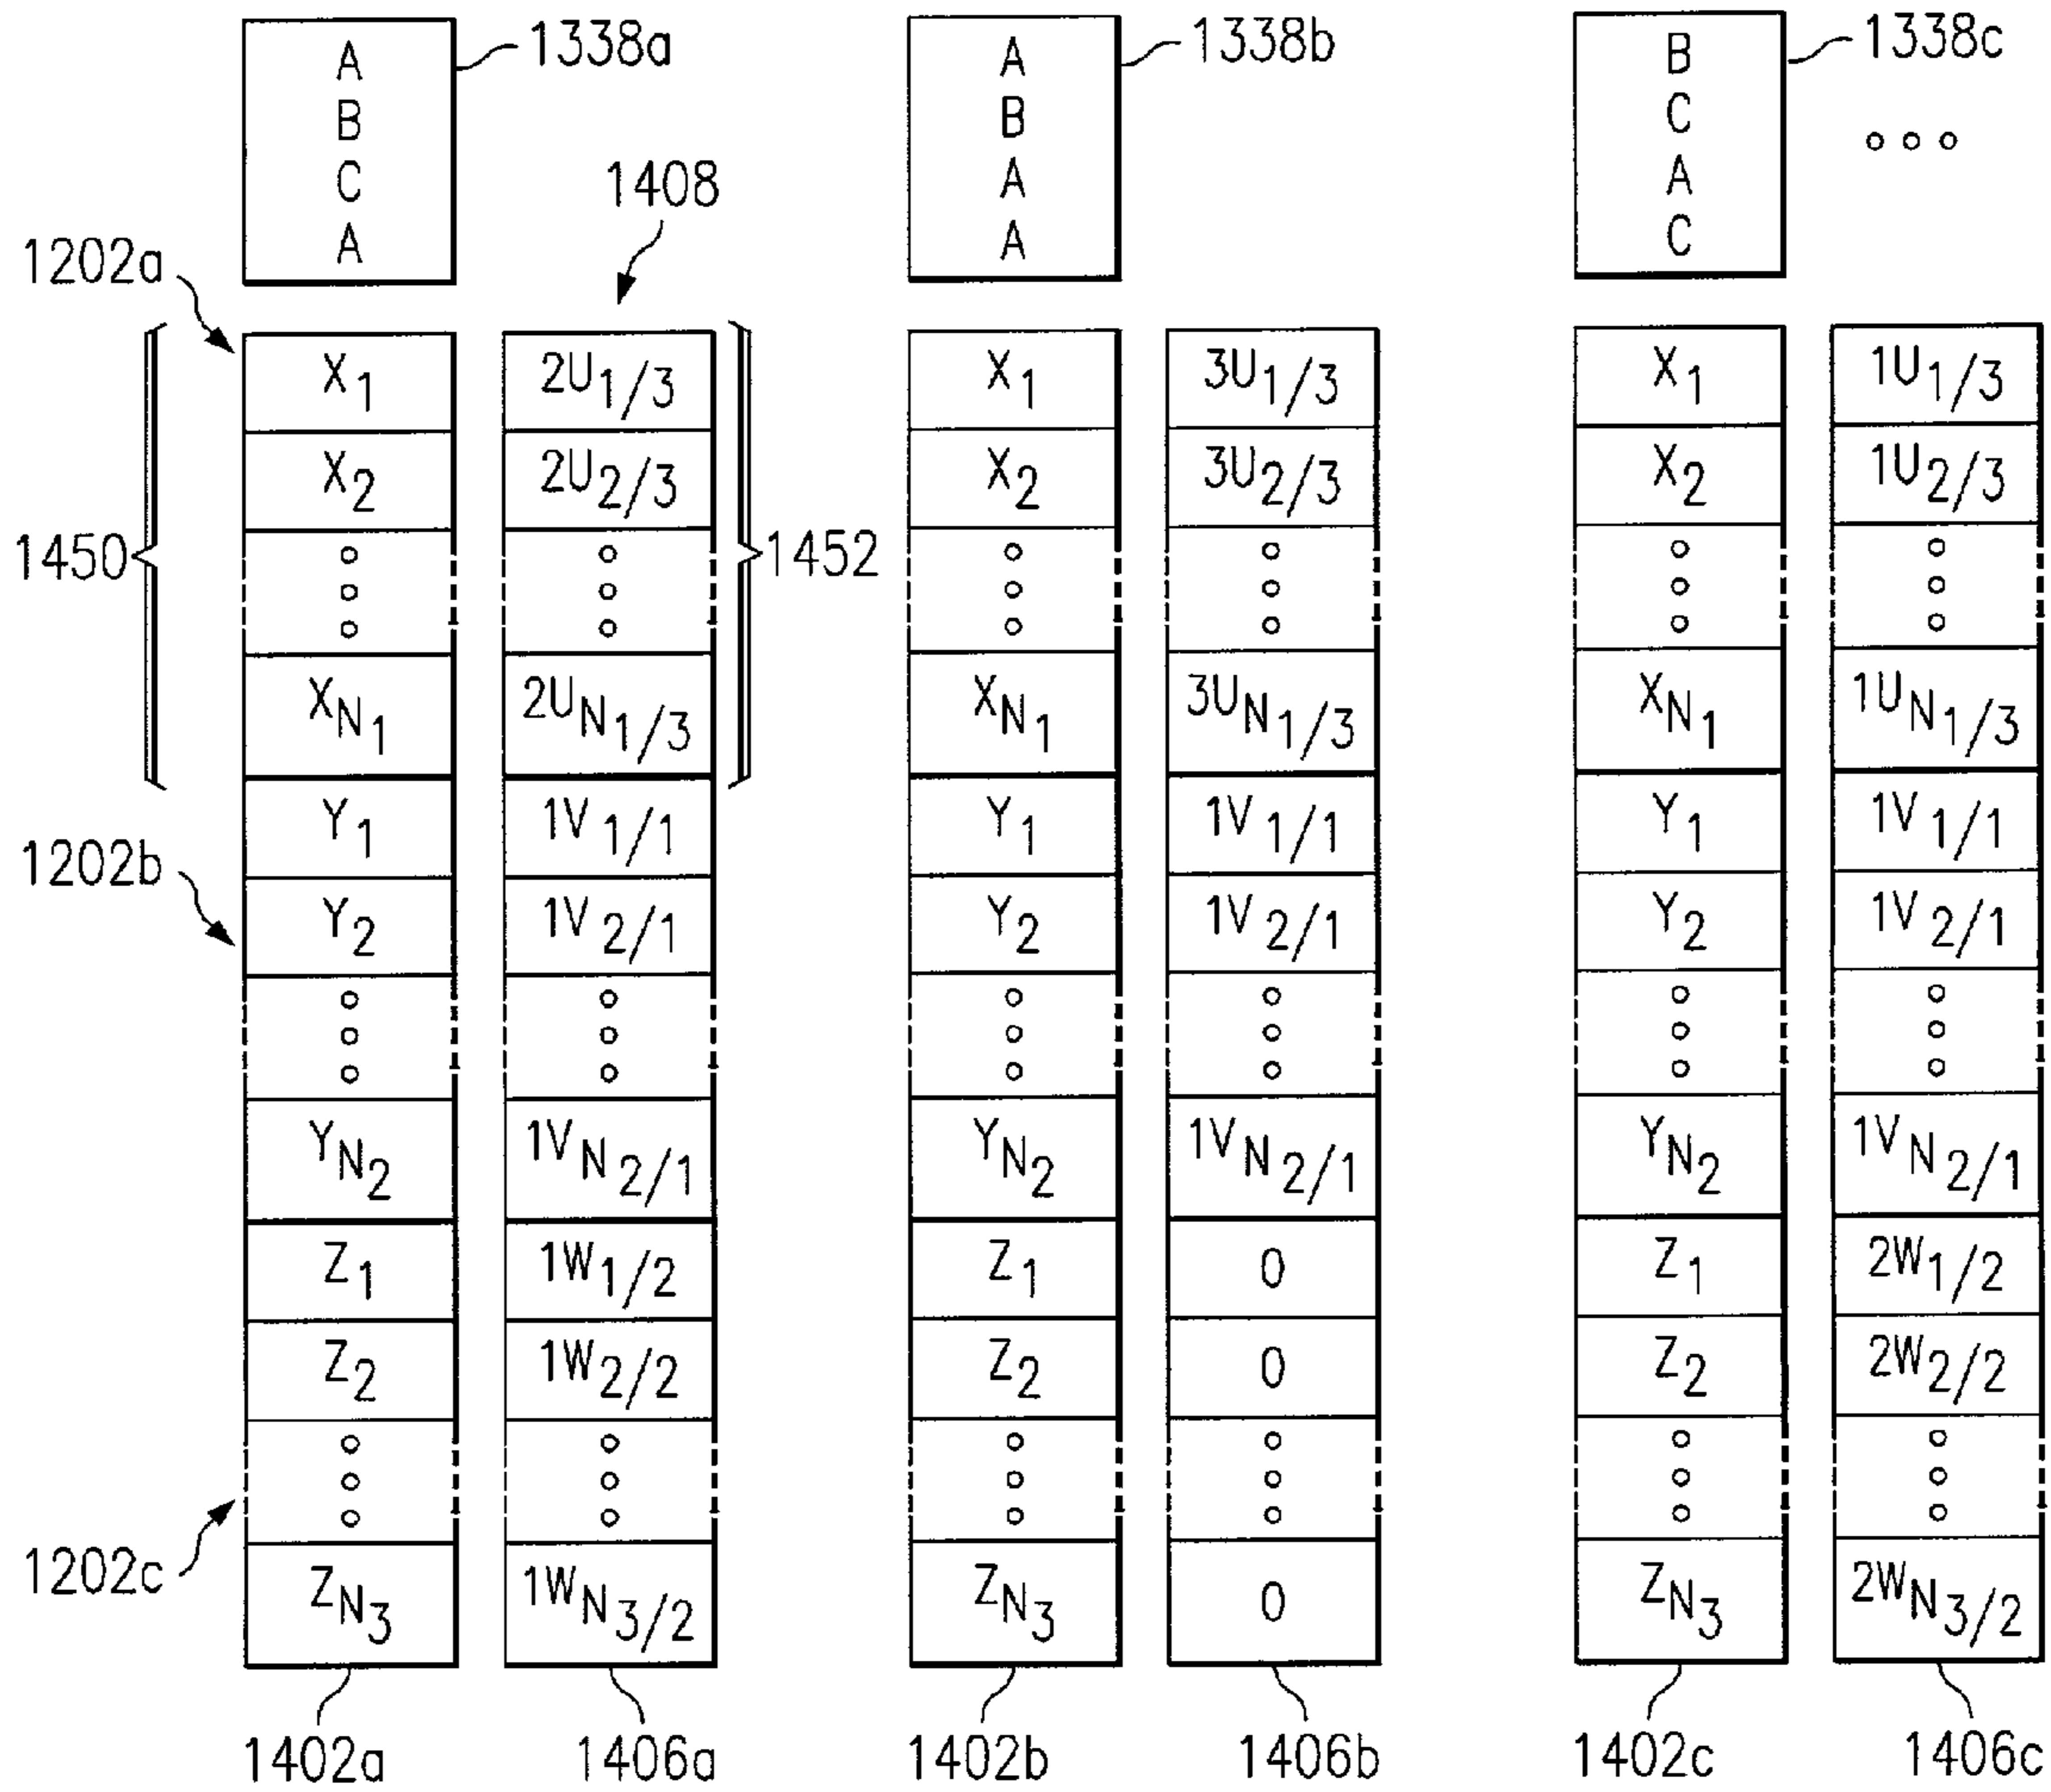 A 1338a A 1338b B 1338c
B B C
C 1408 A A
A A C
1202a
X1 2U1/3 X1 3U1/3 X1 1U1/3
X2 2U2/3 X2 3U2/3 X2 1U2/3
1450 1452
XN1 2UN1/3 XN1 3UN1/3 XN1 1UN1/3
Y1 1V1/1 Y1 1V1/1 Y1 1V1/1
1202b
Y2 1V2/1 Y2 1V2/1 Y2 1V2/1
YN2 1VN2/1 YN2 1VN2/1 YN2 1VN2/1
Z1 1W1/2 Z1 0 Z1 2W1/2
Z2 1W2/2 Z2 0 Z2 2W2/2
1202c
ZN3 1WN3/2 ZN3 0 ZN3 2WN3/2
1402a 1406a 1402b 1406b 1402c 1406c